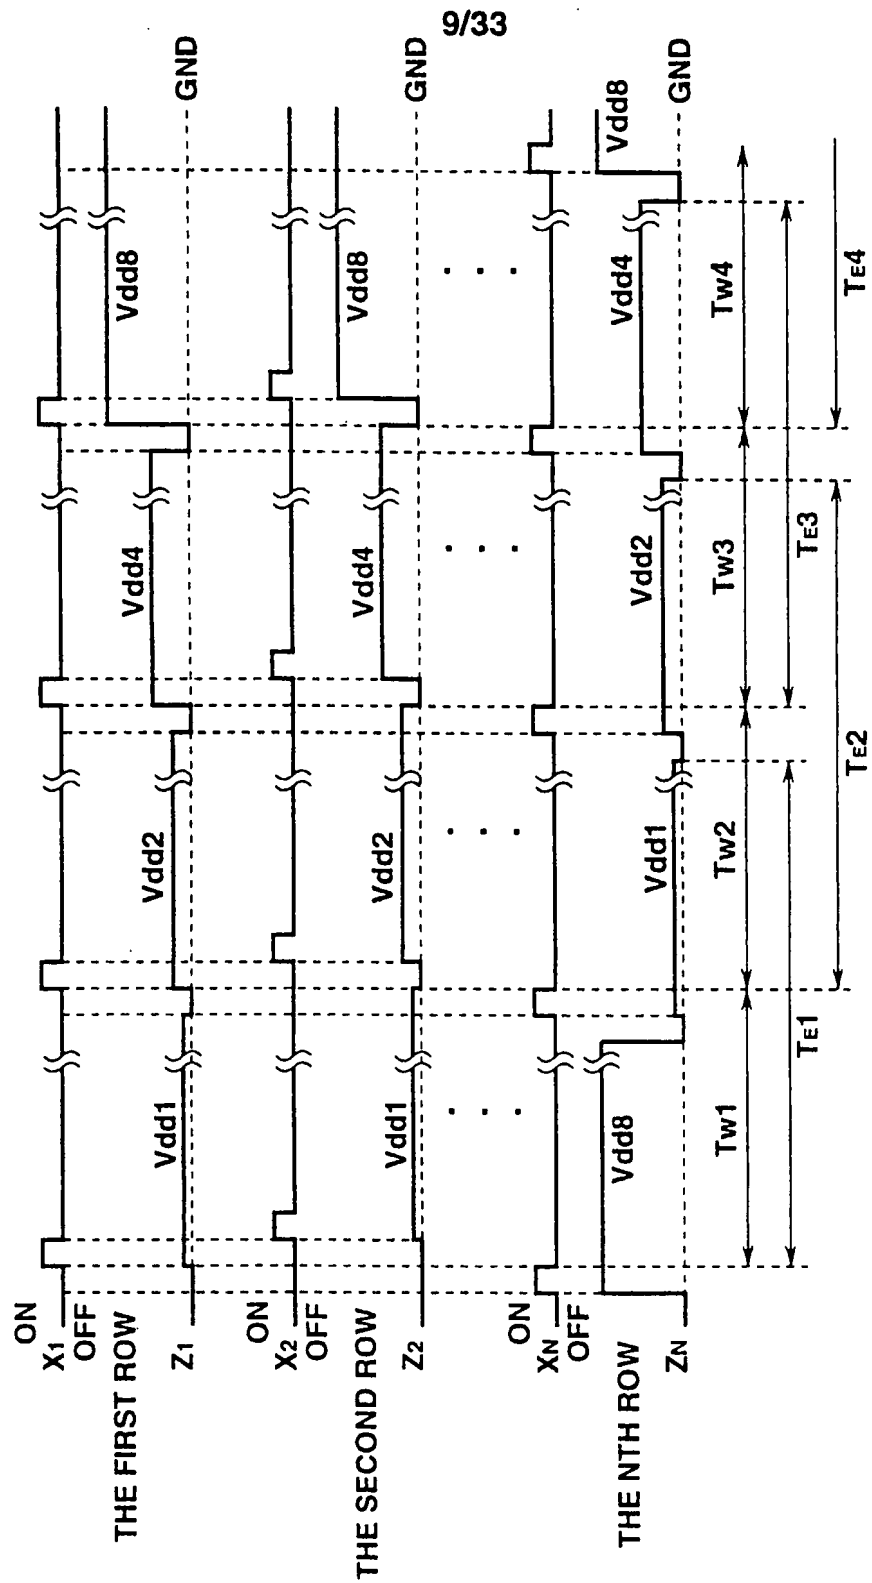 9/33
ON
X1
OFF
THE FIRST ROW
Z1
Vdd1
Vdd2
Vdd4
Vdd8
GND
ON
X2
OFF
THE SECOND ROW
Z2
Vdd1
Vdd2
Vdd4
Vdd8
GND
. . .
. . .
. . .
. . .
ON
XN
OFF
THE NTH ROW
ZN
Vdd8
Vdd1
Vdd2
Vdd4
Vdd8
GND
TW1
TW2
TW3
TW4
TE1
TE3
TE2
TE4